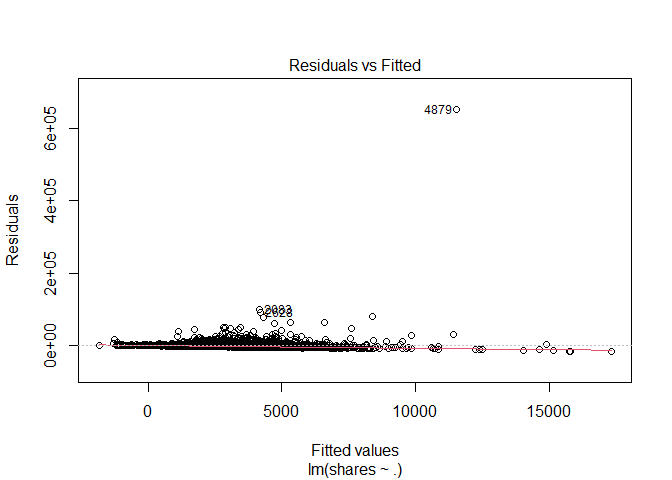 Residuals vs Fitted
4879
6e+05
4e+05
2e+05
0e+00
Residuals
2628
0 5000 10000 15000
Fitted values
lm(shares ~ .)